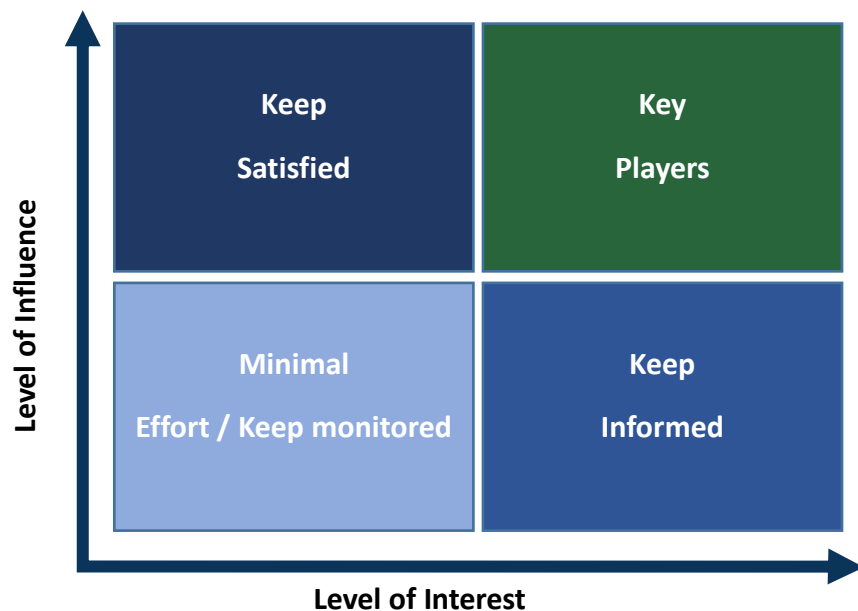 Keep
Satisfied
Key
Players
Level of Influence
Minimal
Effort / Keep monitored
Keep
Informed
Level of Interest